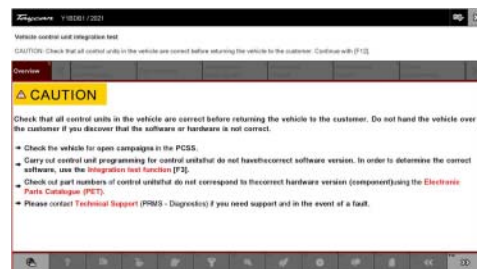 Taycan Y1BDB1 / 2021
Vehicle control unit integration test
CAUTION: Check that all control units in the vehicle are correct before returning the vehicle to the customer. Continue with [F12].
Overview
CAUTION
Check that all control units in the vehicle are correct before returning the vehicle to the customer. Do not hand the vehicle over
the customer if you discover that the software or hardware is not correct.
Check the vehicle for open campaigns in the PCSS.
Carry out control unit programming for control unitsthat do not havethecorrect software version. In order to determine the correct
software, use the Integration test function [F3].
Check out part numbers of control unitsthat do not correspond to thecorrect hardware version (component)using the Electronic
Parts Catalogue (PET).
Please contact Technical Support (PRMS - Diagnostics) if you need support and in the event of a fault.